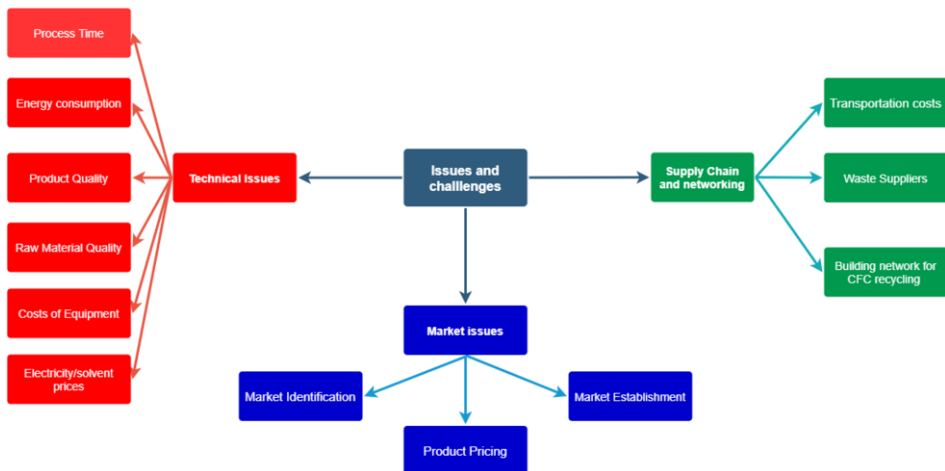 Process Time
Energy consumption
Product Quality
Technical Issues
Raw Material Quality
Costs of Equipment
Electricity/solvent
prices
Issues and
challlenges
Supply Chain
and networking
Transportation costs
Waste Suppliers
Building network for
CFC recycling
Market issues
Market Identification
Product Pricing
Market Establishment